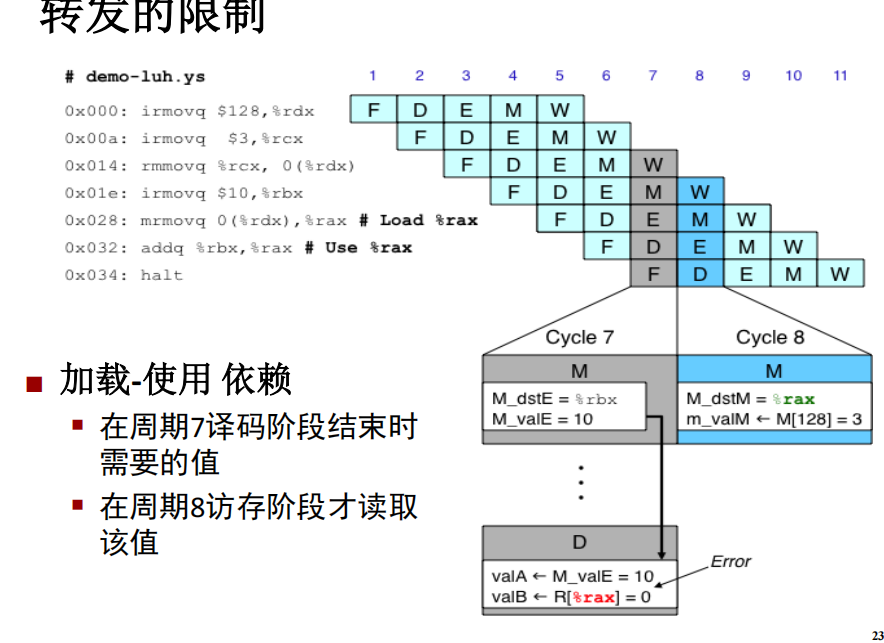 转发的限制
# demo-luh.ys
1 2 3 4 5 6 7 8 9 10 11
0x000: irmovq $128,%rdx F D E M W
0x00a: irmovq $3,%rcx F D E M W
0x014: rmmovq %rcx, 0(%rdx) F D E M W
0x01e: irmovq $10,%rbx F D E M W
0x028: mrmovq 0(%rdx),%rax # Load %rax F D E M W
0x032: addq %rbx,%rax # Use %rax F D E M W
0x034: halt F D E M W
Cycle 7
Cycle 8
M
M_dstE = %rbx
M_valE = 10
M
M_dstM = %rax
m_valM ← M[128] = 3
D
valA ← M_valE = 10
valB ← R[%rax] = 0
Error
加载-使用 依赖
在周期7译码阶段结束时
需要的值
在周期8访存阶段才读取
该值
23